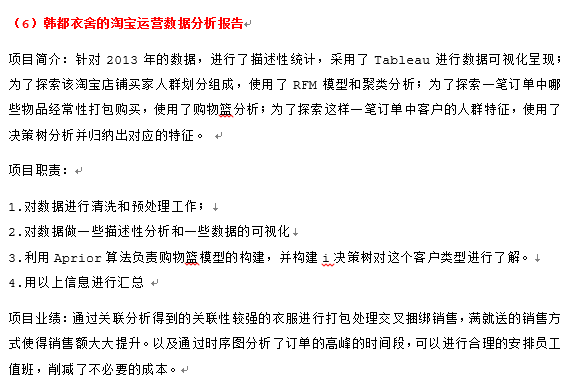 （6）韩都衣舍的淘宝运营数据分析报告
项目简介：针对 2013 年的数据，进行了描述性统计，采用了 Tableau 进行数据可视化呈现；
为了探索该淘宝店铺买家人群划分组成，使用了 RFM 模型和聚类分析；为了探索一笔订单中哪
些物品经常性打包购买，使用了购物篮分析；为了探索这样一笔订单中客户的人群特征，使用了
决策树分析并归纳出对应的特征。
项目职责：
1.对数据进行清洗和预处理工作；
2.对数据做一些描述性分析和一些数据的可视化
3.利用 Aprior 算法负责购物篮模型的构建，并构建 i 决策树对这个客户类型进行了解。
4.用以上信息进行汇总
项目业绩：通过关联分析得到的关联性较强的衣服进行打包处理交叉捆绑销售，满就送的销售方
式使得销售额大大提升。以及通过时序图分析了订单的高峰的时间段，可以进行合理的安排员工
值班，削减了不必要的成本。